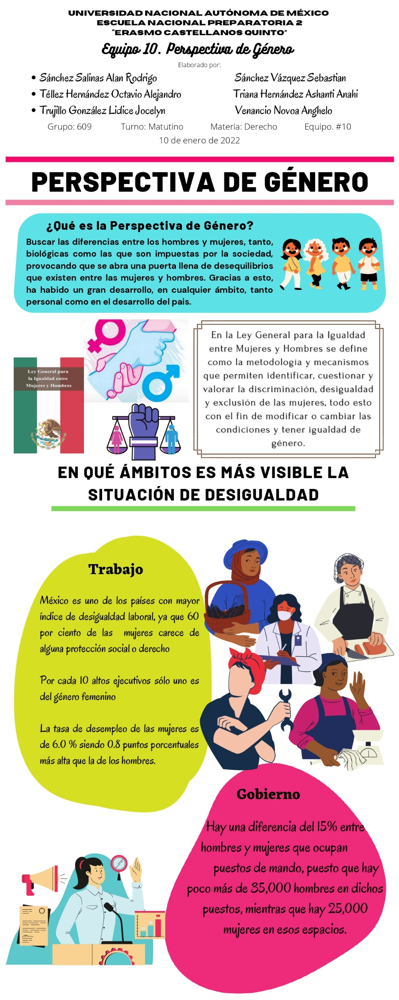 UNIVERSIDAD NACIONAL AUTÓNOMA DE MÉXICO
ESCUELA NACIONAL PREPARATORIA 2
"ERASMO CASTELLANOS QUINTO"
Equipo 10. Perspectiva de Género
Elaborado por:
• Sánchez Salinas Alan Rodrigo
• Téllez Hernández Octavio Alejandro
• Trujillo González Lidice Jocelyn
Sánchez Vázquez Sebastian
Triana Hernández Ashanti Anahi
Venancio Novoa Anghelo
Grupo: 609 Turno: Matutino Materia: Derecho Equipo. #10
10 de enero de 2022
PERSPECTIVA DE GÉNERO
¿Qué es la Perspectiva de Género?
Buscar las diferencias entre los hombres y mujeres, tanto,
biológicas como las que son impuestas por la sociedad,
provocando que se abra una puerta llena de desequilibrios
que existen entre las mujeres y hombres. Gracias a esto,
ha habido un gran desarrollo, en cualquier ámbito, tanto
personal como en el desarrollo del pais.
Ley General para
la Igualdad entre
Mujeres y Hombres
En la Ley General para la Igualdad
entre Mujeres y Hombres se define
como la metodología y mecanismos
que permiten identificar, cuestionar y
valorar la discriminación, desigualdad
y exclusión de las mujeres, todo esto
con el fin de modificar o cambiar las
condiciones y tener igualdad de
género.
EN QUÉ ÁMBITOS ES MÁS VISIBLE LA
SITUACIÓN DE DESIGUALDAD
Trabajo
México es uno de los países con mayor
índice de desigualdad laboral, ya que 60
por ciento de las mujeres carece de
alguna protección social o derecho
Por cada 10 altos ejecutivos sólo uno es
del género femenino
La tasa de desempleo de las mujeres es
de 6.0 % siendo 0.8 puntos porcentuales
más alta que la de los hombres.
Gobierno
Hay una diferencia del 15% entre
hombres y mujeres que ocupan
puestos de mando, puesto que hay
poco más de 35,000 hombres en dichos
puestos, mientras que hay 25,000
mujeres en esos espacios.